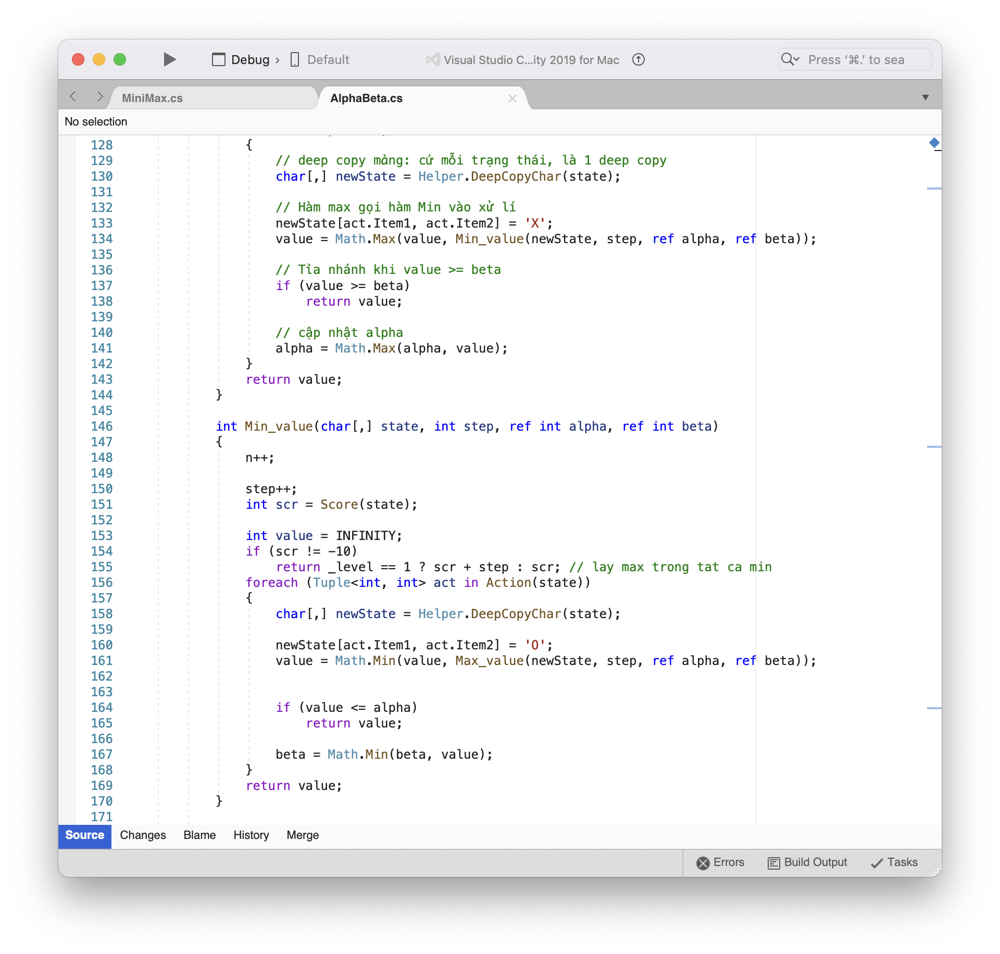 Debug › Default
Visual Studio C...ity 2019 for Mac
Press ‘⌘.’ to sea
MiniMax.cs
AlphaBeta.cs
No selection
128 {
129 // deep copy mảng: cứ mỗi trạng thái, là 1 deep copy
130 char[,] newState = Helper.DeepCopyChar(state);
131
132 // Hàm max gọi hàm Min vào xử lí
133 newState[act.Item1, act.Item2] = 'X';
134 value = Math.Max(value, Min_value(newState, step, ref alpha, ref beta));
135
136 // Tỉa nhánh khi value >= beta
137 if (value >= beta)
138 return value;
139
140 // cập nhật alpha
141 alpha = Math.Max(alpha, value);
142 }
143 return value;
144 }
145
146 int Min_value(char[,] state, int step, ref int alpha, ref int beta)
147 {
148 n++;
149
150 step++;
151 int scr = Score(state);
152
153 int value = INFINITY;
154 if (scr != -10)
155 return _level == 1 ? scr + step : scr; // lay max trong tat ca min
156 foreach (Tuple<int, int> act in Action(state))
157 {
158 char[,] newState = Helper.DeepCopyChar(state);
159
160 newState[act.Item1, act.Item2] = 'O';
161 value = Math.Min(value, Max_value(newState, step, ref alpha, ref beta));
162
163
164 if (value <= alpha)
165 return value;
166
167 beta = Math.Min(beta, value);
168 }
169 return value;
170 }
171
Source Changes Blame History Merge
Errors Build Output Tasks